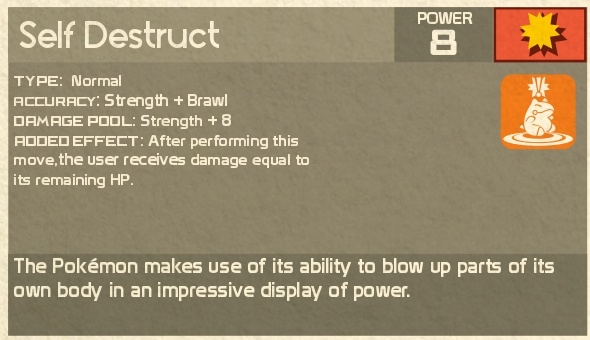 Self Destruct
POWER
8
TYPE: Normal
ACCURACY: Strength + Brawl
DAMAGE POOL: Strength + 8
ADDED EFFECT: After performing this
move,the user receives damage equal to
its remaining HP.
The Pokémon makes use of its ability to blow up parts of its
own body in an impressive display of power.